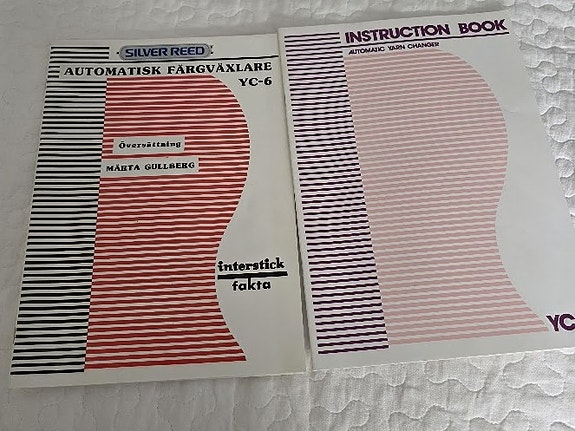 SILVER REED
AUTOMATISK FÄRGVÄXLARE
YC-6
Översättning
MÄRTA GULLBERG
interstick
fakta
INSTRUCTION BOOK
AUTOMATIC YARN CHANGER
YC